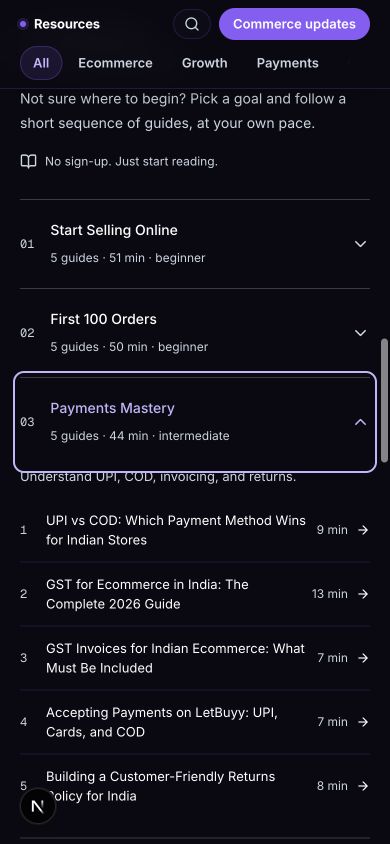 Resources
Commerce updates
All
Ecommerce
Growth
Payments
Not sure where to begin? Pick a goal and follow a
short sequence of guides, at your own pace.
No sign-up. Just start reading.
01
Start Selling Online
5 guides · 51 min · beginner
02
First 100 Orders
5 guides · 50 min · beginner
03
Payments Mastery
5 guides · 44 min · intermediate
Understand UPI, COD, invoicing, and returns.
1
UPI vs COD: Which Payment Method Wins
for Indian Stores
9 min
2
GST for Ecommerce in India: The
Complete 2026 Guide
13 min
3
GST Invoices for Indian Ecommerce: What
Must Be Included
7 min
4
Accepting Payments on LetBuyy: UPI,
Cards, and COD
7 min
5
Building a Customer-Friendly Returns
Policy for India
8 min
N